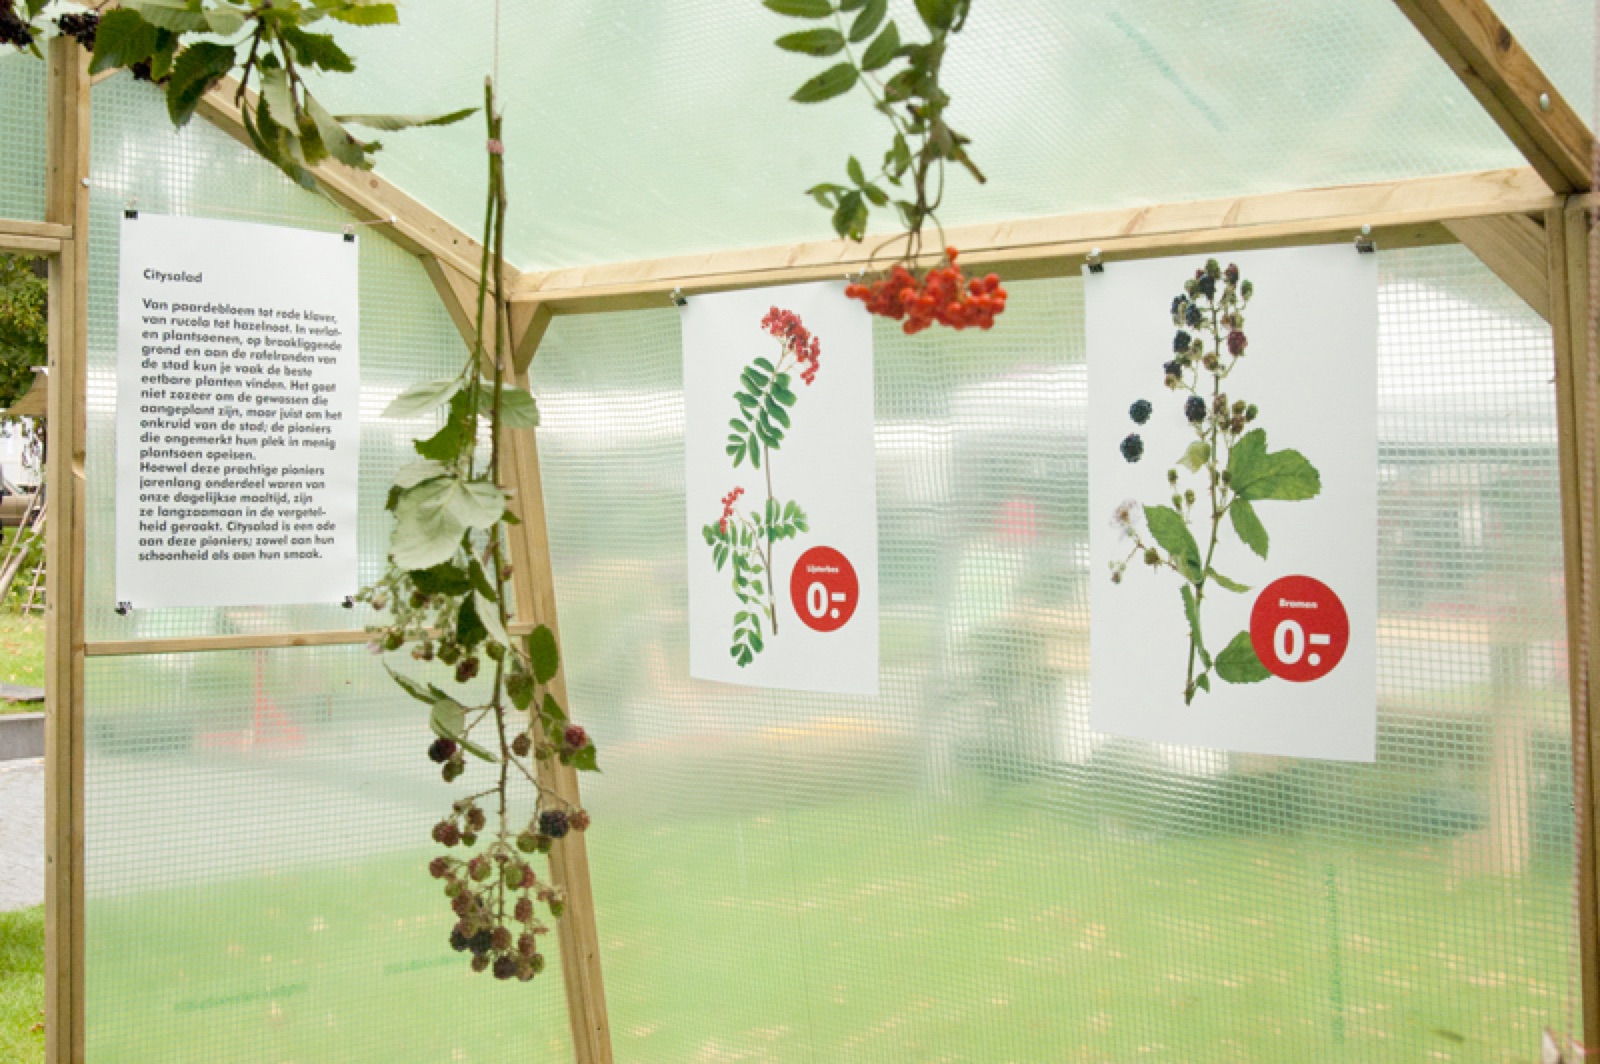 Citysalad
Van paardebloem tot rode klaver,
van rucola tot hazelnoot. In verlat-
en plantsoenen, op braakliggende
grond en aan de rafelranden van
de stad kun je vaak de beste
eetbare planten vinden. Het gaat
niet zozeer om de gewassen die
aangeplant zijn, maar juist om het
onkruid van de stad; de pioniers
die ongemerkt hun plek in menig
plantsoen opeisen.
Hoewel deze prachtige pioniers
jarenlang onderdeel waren van
onze dagelijkse maaltijd, zijn
ze langzaamaan in de vergetel-
heid geraakt. Citysalad is een ode
aan deze pioniers; zowel aan hun
schoonheid als aan hun smaak.
Lijsterbes
0.-
Bramen
0.-